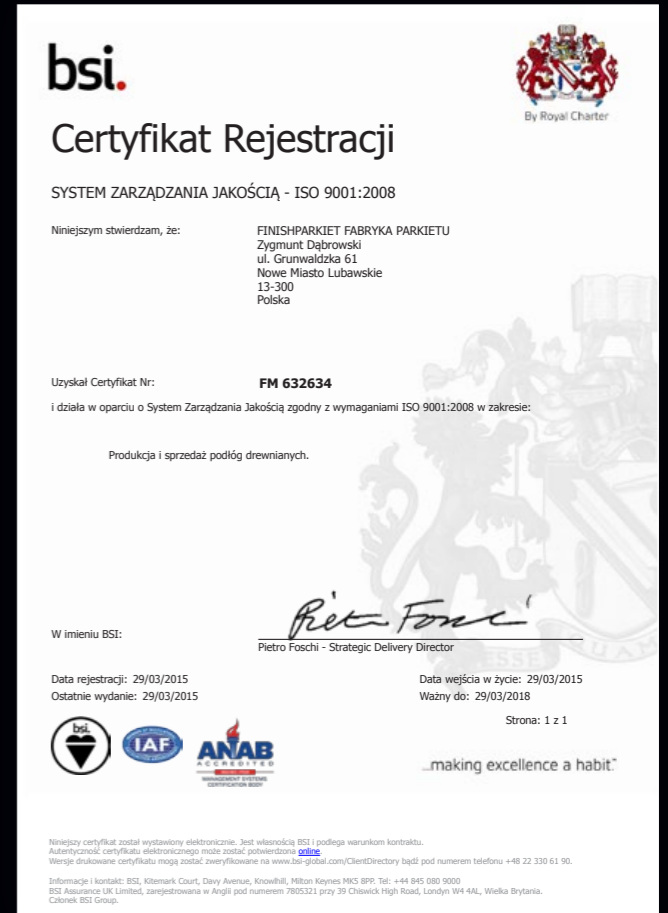 bsi.
By Royal Charter
Certyfikat Rejestracji
SYSTEM ZARZĄDZANIA JAKOŚCIĄ - ISO 9001:2008
Niniejszym stwierdzam, że:
FINISHPARKIET FABRYKA PARKIETU
Zygmunt Dąbrowski
ul. Grunwaldzka 61
Nowe Miasto Lubawskie
13-300
Polska
Uzyskał Certyfikat Nr: FM 632634
i działa w oparciu o System Zarządzania Jakością zgodny z wymaganiami ISO 9001:2008 w zakresie:
Produkcja i sprzedaż podłóg drewnianych.
W imieniu BSI:
Pietro Foschi - Strategic Delivery Director
Data rejestracji: 29/03/2015 Data wejścia w życie: 29/03/2015
Ostatnie wydanie: 29/03/2015 Ważny do: 29/03/2018
Strona: 1 z 1
bsi.
IAF
ANAB
ACCREDITED
MANAGEMENT SYSTEMS
CERTIFICATION BODY
...making excellence a habit.™
Niniejszy certyfikat został wystawiony elektronicznie. Jest własnością BSI i podlega warunkom kontraktu.
Autentyczność certyfikatu elektronicznego może zostać potwierdzona online.
Wersje drukowane certyfikatu mogą zostać zweryfikowane na www.bsi-global.com/ClientDirectory bądź pod numerem telefonu +48 22 330 61 90.
Informacje i kontakt: BSI, Kitemark Court, Davy Avenue, Knowlhill, Milton Keynes MK5 8PP. Tel: +44 845 080 9000
BSI Assurance UK Limited, zarejestrowana w Anglii pod numerem 7805321 przy 39 Chiswick High Road, Londyn W4 4AL, Wielka Brytania.
Członek BSI Group.